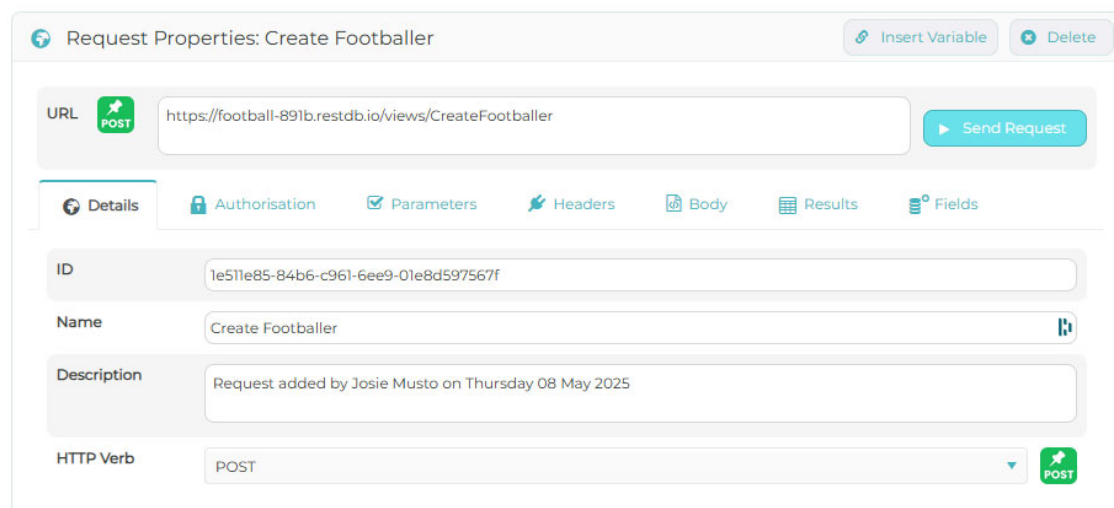 Request Properties: Create Footballer
Insert Variable
Delete
URL
POST
https://football-891b.restdb.io/views/CreateFootballer
Send Request
Details
Authorisation
Parameters
Headers
Body
Results
Fields
ID
1e511e85-84b6-c961-6ee9-01e8d597567f
Name
Create Footballer
Description
Request added by Josie Musto on Thursday 08 May 2025
HTTP Verb
POST
POST